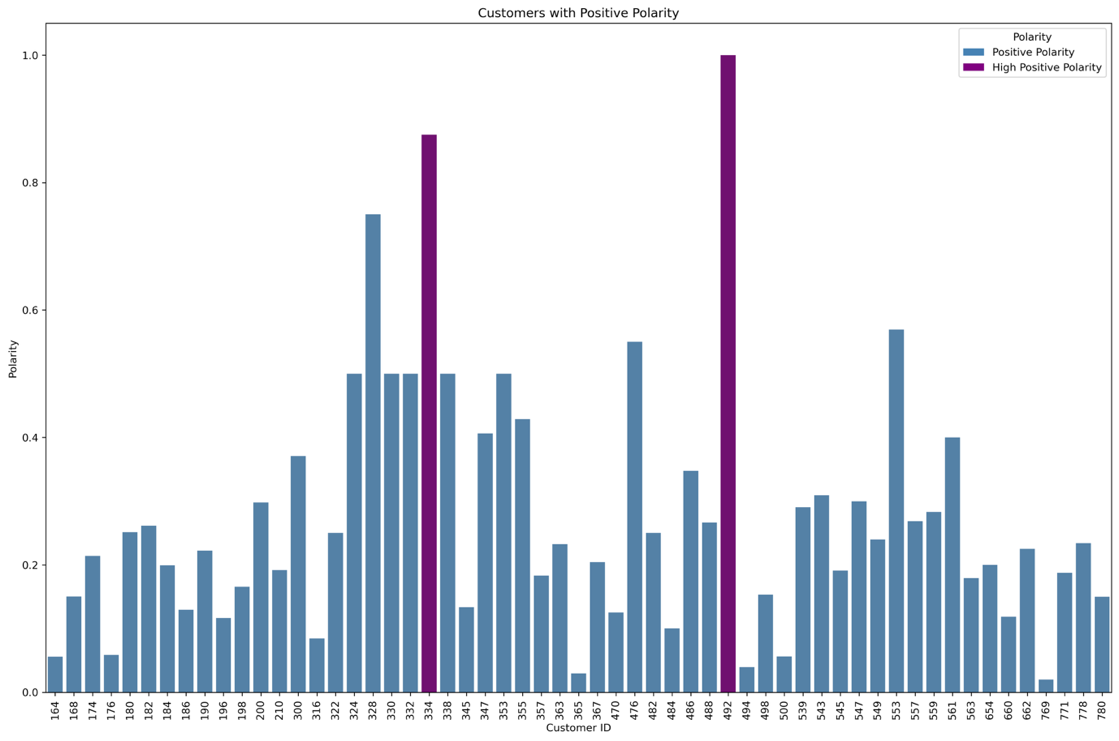 Customers with Positive Polarity
Polarity
Positive Polarity
High Positive Polarity
1.0
0.8
0.6
0.4
0.2
0.0
Polarity
164 168 174 176 180 182 184 186 190 196 198 200 210 300 316 322 324 328 330 332 334 338 345 347 353 355 357 363 365 367 470 476 482 484 486 488 492 494 498 500 539 543 545 547 549 553 557 559 561 563 654 660 662 769 771 778 780
Customer ID